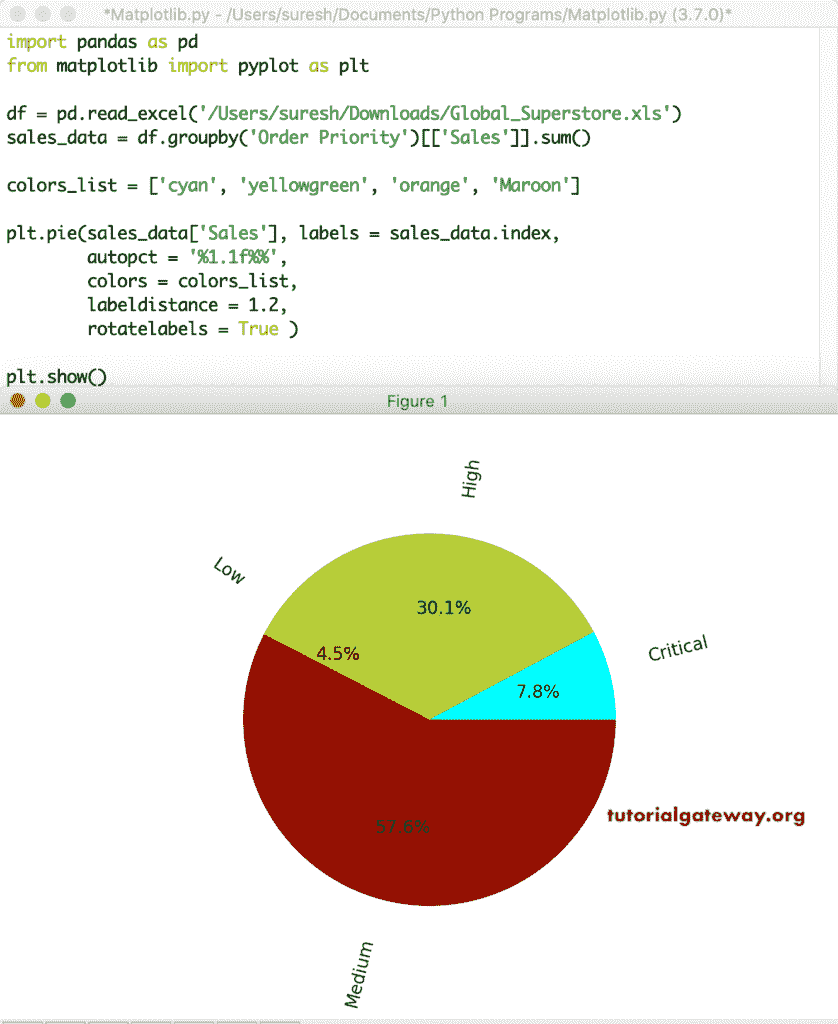 *Matplotlib.py - /Users/suresh/Documents/Python Programs/Matplotlib.py (3.7.0)*
import pandas as pd
from matplotlib import pyplot as plt
df = pd.read_excel('/Users/suresh/Downloads/Global_Superstore.xls')
sales_data = df.groupby('Order Priority')[['Sales']].sum()
colors_list = ['cyan', 'yellowgreen', 'orange', 'Maroon']
plt.pie(sales_data['Sales'], labels = sales_data.index,
autopct = '%1.1f%%',
colors = colors_list,
labeldistance = 1.2,
rotatelabels = True )
plt.show()
Figure 1
High
Low
30.1%
Critical
4.5%
7.8%
tutorialgateway.org
57.6%
Medium